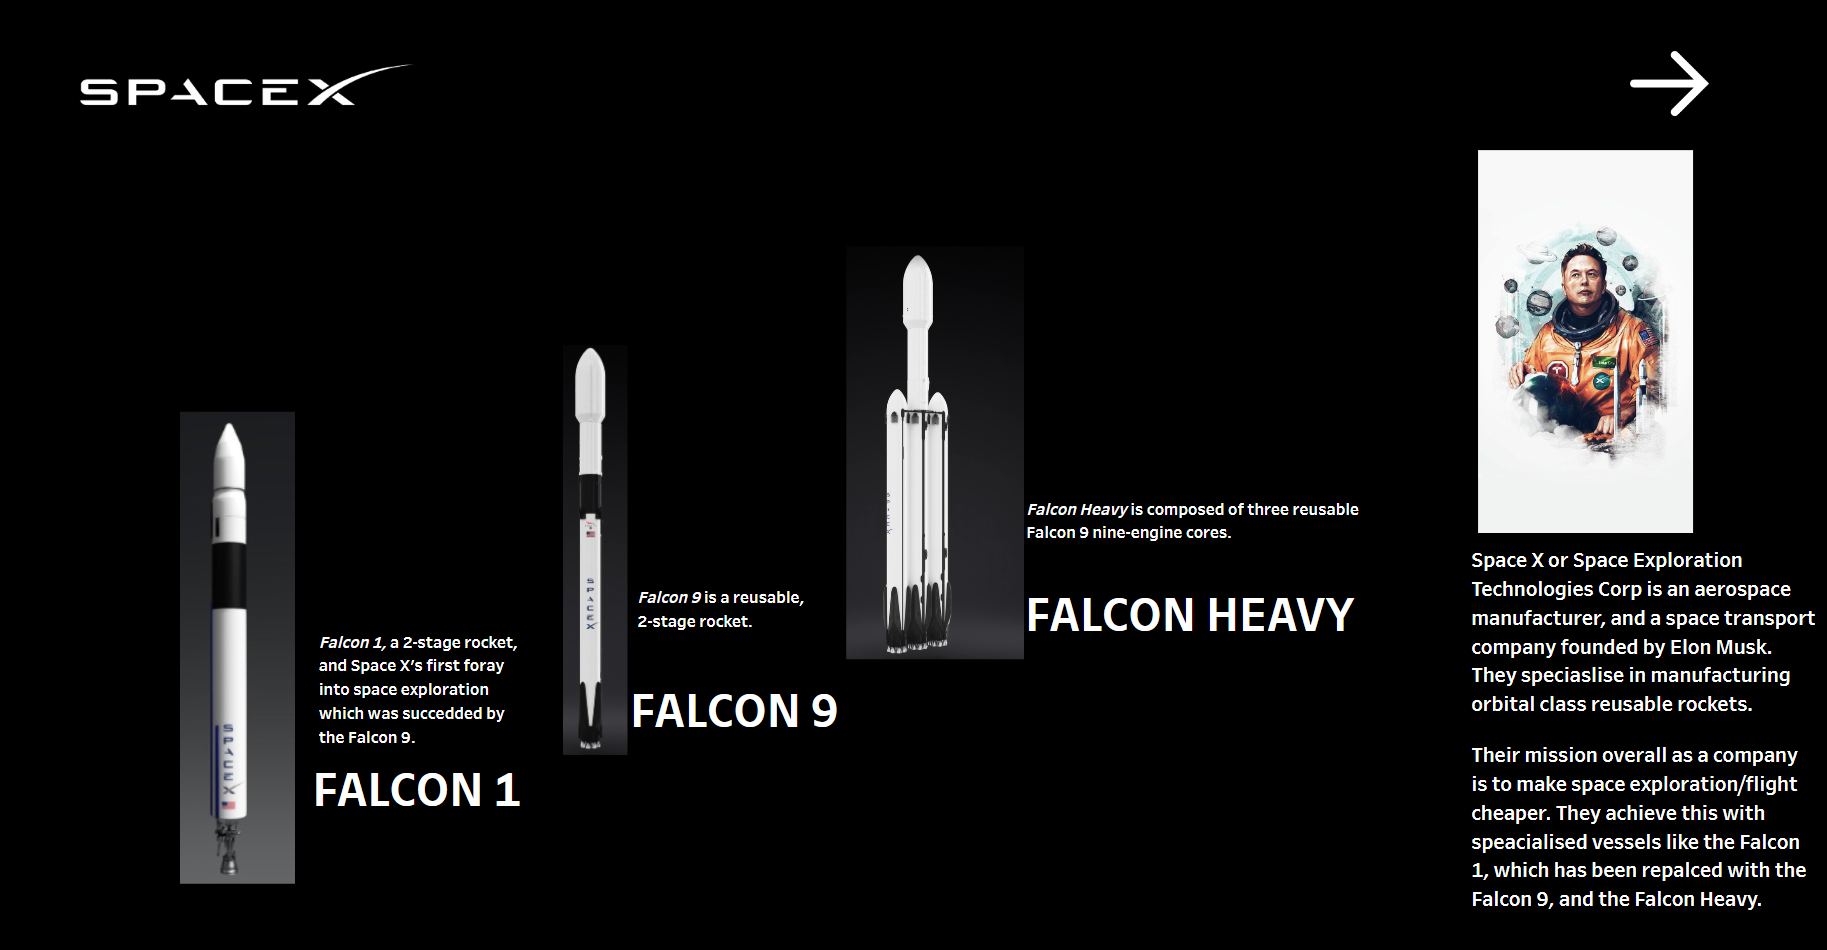 SPACEX
Falcon 1, a 2-stage rocket,
and Space X's first foray
into space exploration
which was succedded by
the Falcon 9.
FALCON 1
SPACEX
Falcon 9 is a reusable,
2-stage rocket.
FALCON 9
SPACEX
Falcon Heavy is composed of three reusable
Falcon 9 nine-engine cores.
FALCON HEAVY
Space X or Space Exploration
Technologies Corp is an aerospace
manufacturer, and a space transport
company founded by Elon Musk.
They speciaslise in manufacturing
orbital class reusable rockets.
Their mission overall as a company
is to make space exploration/flight
cheaper. They achieve this with
speacialised vessels like the Falcon
1, which has been repalced with the
Falcon 9, and the Falcon Heavy.